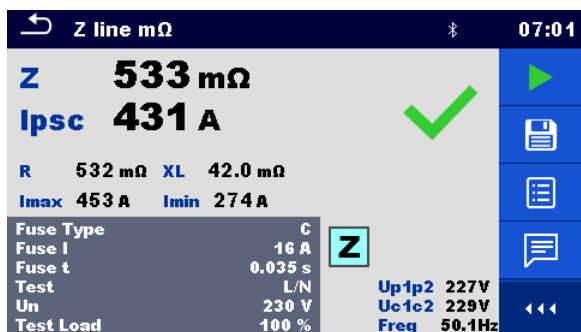 Z line mΩ 07:01
Z 533 mΩ
Ipsc 431 A
R 532 mΩ XL 42.0 mΩ
Imax 453 A Imin 274 A
Fuse Type C
Fuse I 16 A
Fuse t 0.035 s
Test L/N
Un 230 V
Test Load 100 %
Z
Up1p2 227V
Uc1c2 229V
Freq 50.1Hz